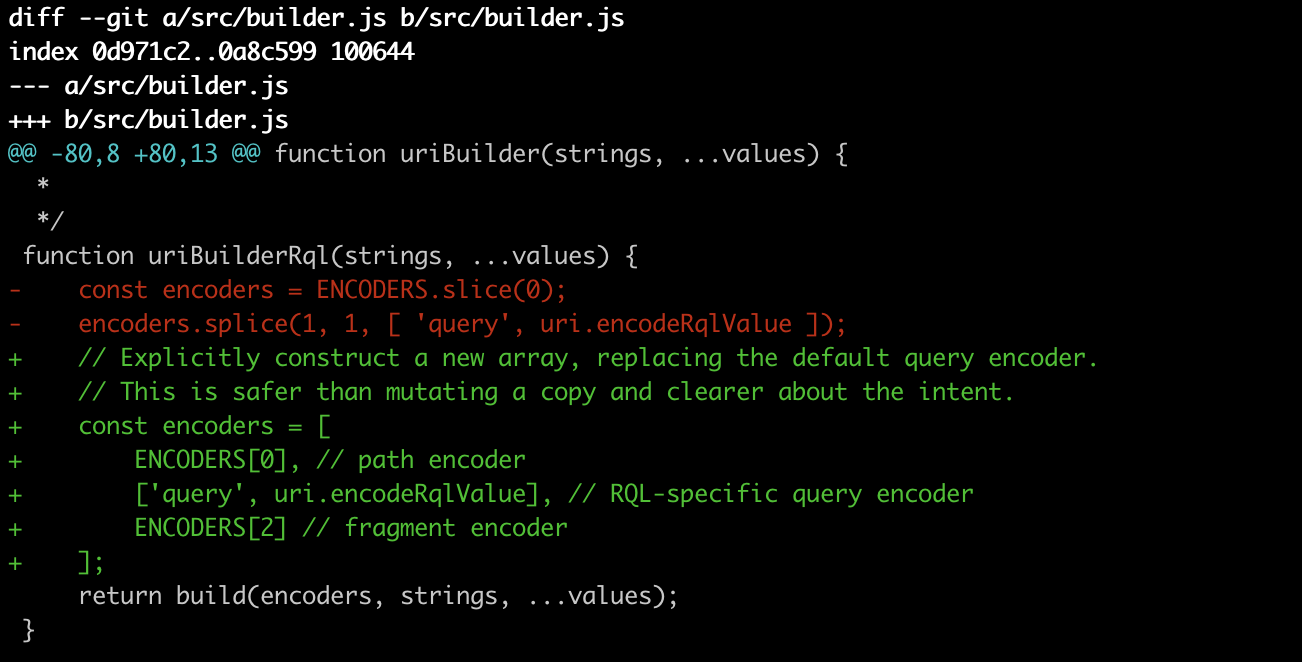 diff --git a/src/builder.js b/src/builder.js
index 0d971c2..0a8c599 100644
--- a/src/builder.js
+++ b/src/builder.js
@@ -80,8 +80,13 @@ function uriBuilder(strings, ...values) {
  *
  */
 function uriBuilderRql(strings, ...values) {
-    const encoders = ENCODERS.slice(0);
-    encoders.splice(1, 1, [ 'query', uri.encodeRqlValue ]);
+    // Explicitly construct a new array, replacing the default query encoder.
+    // This is safer than mutating a copy and clearer about the intent.
+    const encoders = [
+        ENCODERS[0], // path encoder
+        ['query', uri.encodeRqlValue], // RQL-specific query encoder
+        ENCODERS[2] // fragment encoder
+    ];
     return build(encoders, strings, ...values);
 }